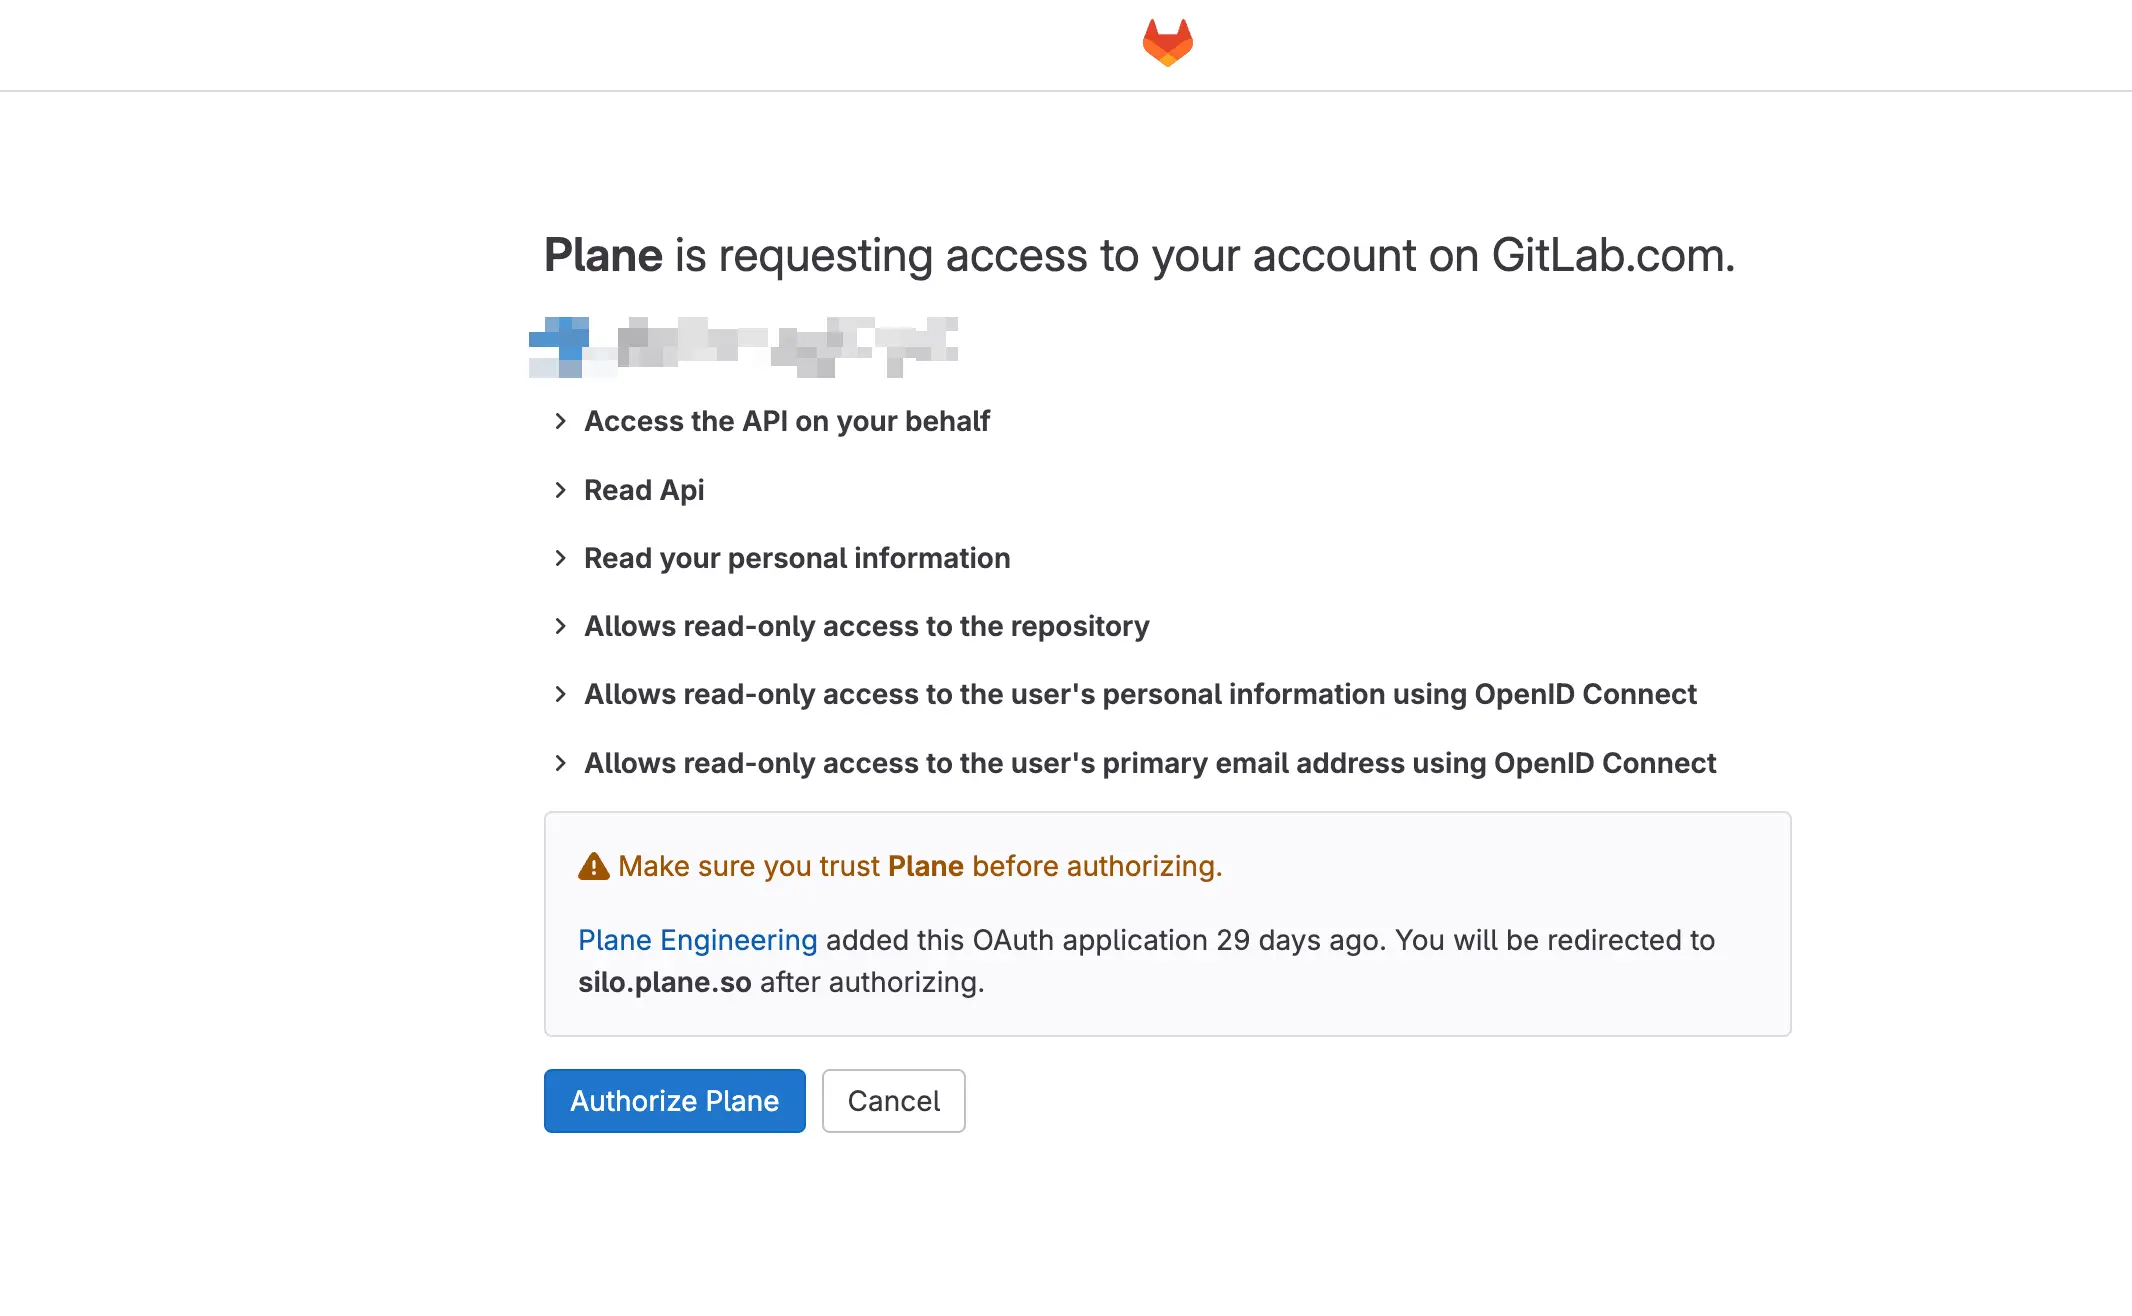 Plane is requesting access to your account on GitLab.com.
Access the API on your behalf
Read Api
Read your personal information
Allows read-only access to the repository
Allows read-only access to the user's personal information using OpenID Connect
Allows read-only access to the user's primary email address using OpenID Connect
Make sure you trust Plane before authorizing.
Plane Engineering added this OAuth application 29 days ago. You will be redirected to
silo.plane.so after authorizing.
Authorize Plane
Cancel